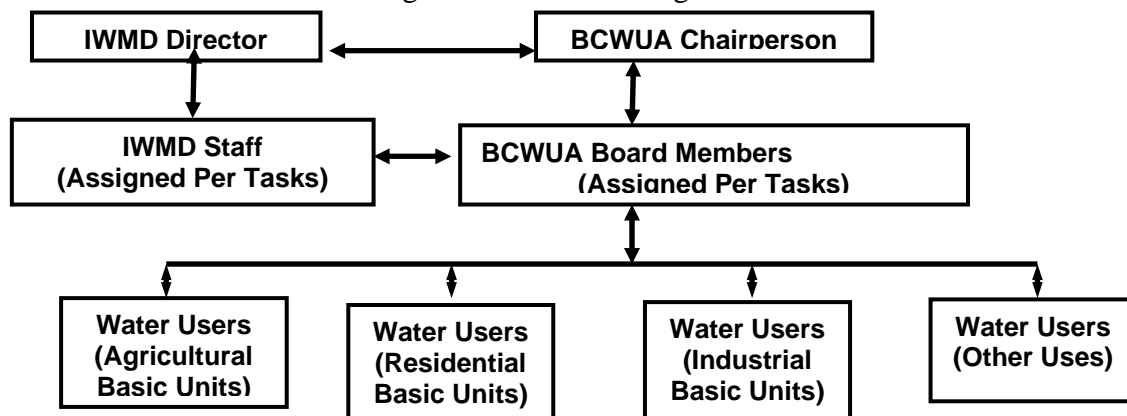 IWMD Director
BCWUA Chairperson
IWMD Staff
(Assigned Per Tasks)
BCWUA Board Members
(Assigned Per Tasks)
Water Users
(Agricultural
Basic Units)
Water Users
(Residential
Basic Units)
Water Users
(Industrial
Basic Units)
Water Users
(Other Uses)